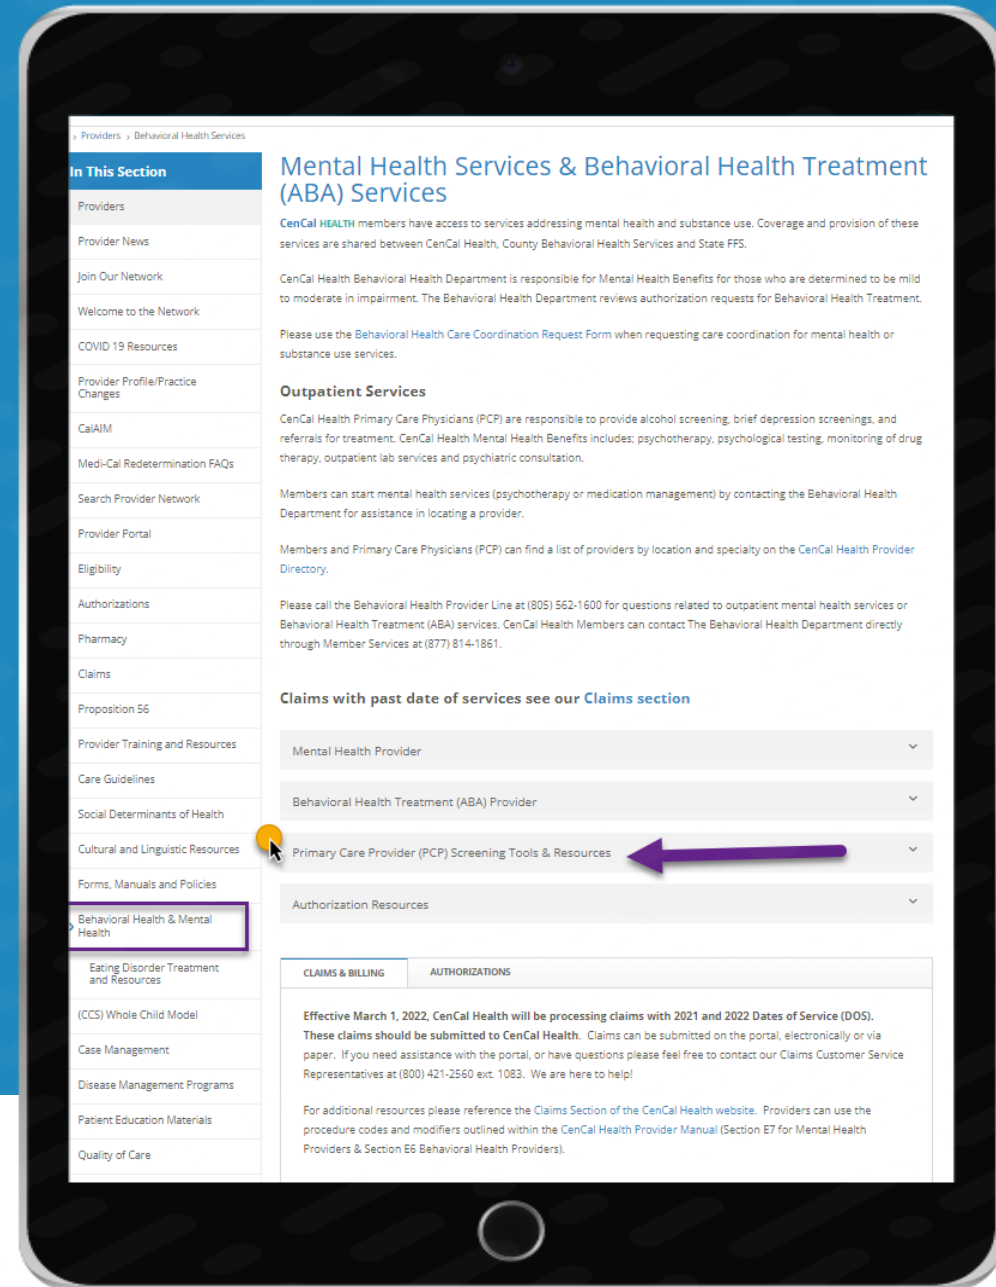 > Providers > Behavioral Health Services
In This Section
Providers
Provider News
Join Our Network
Welcome to the Network
COVID 19 Resources
Provider Profile/Practice
Changes
CalAIM
Medi-Cal Redetermination FAQs
Search Provider Network
Provider Portal
Eligibility
Authorizations
Pharmacy
Claims
Proposition 56
Provider Training and Resources
Care Guidelines
Social Determinants of Health
Cultural and Linguistic Resources
Forms, Manuals and Policies
Behavioral Health & Mental
Health
Eating Disorder Treatment
and Resources
(CCS) Whole Child Model
Case Management
Disease Management Programs
Patient Education Materials
Quality of Care
Mental Health Services & Behavioral Health Treatment
(ABA) Services
CenCal HEALTH members have access to services addressing mental health and substance use. Coverage and provision of these
services are shared between CenCal Health, County Behavioral Health Services and State FFS.
CenCal Health Behavioral Health Department is responsible for Mental Health Benefits for those who are determined to be mild
to moderate in impairment. The Behavioral Health Department reviews authorization requests for Behavioral Health Treatment.
Please use the Behavioral Health Care Coordination Request Form when requesting care coordination for mental health or
substance use services.
Outpatient Services
CenCal Health Primary Care Physicians (PCP) are responsible to provide alcohol screening, brief depression screenings, and
referrals for treatment. CenCal Health Mental Health Benefits includes: psychotherapy, psychological testing, monitoring of drug
therapy, outpatient lab services and psychiatric consultation.
Members can start mental health services (psychotherapy or medication management) by contacting the Behavioral Health
Department for assistance in locating a provider.
Members and Primary Care Physicians (PCP) can find a list of providers by location and specialty on the CenCal Health Provider
Directory.
Please call the Behavioral Health Provider Line at (805) 562-1600 for questions related to outpatient mental health services or
Behavioral Health Treatment (ABA) services. CenCal Health Members can contact The Behavioral Health Department directly
through Member Services at (877) 814-1861.
Claims with past date of services see our Claims section
Mental Health Provider
Behavioral Health Treatment (ABA) Provider
Primary Care Provider (PCP) Screening Tools & Resources
Authorization Resources
CLAIMS & BILLING AUTHORIZATIONS
Effective March 1, 2022, CenCal Health will be processing claims with 2021 and 2022 Dates of Service (DOS).
These claims should be submitted to CenCal Health. Claims can be submitted on the portal, electronically or via
paper. If you need assistance with the portal, or have questions please feel free to contact our Claims Customer Service
Representatives at (800) 421-2560 ext. 1083. We are here to help!
For additional resources please reference the Claims Section of the CenCal Health website. Providers can use the
procedure codes and modifiers outlined within the CenCal Health Provider Manual (Section E7 for Mental Health
Providers & Section E6 Behavioral Health Providers).